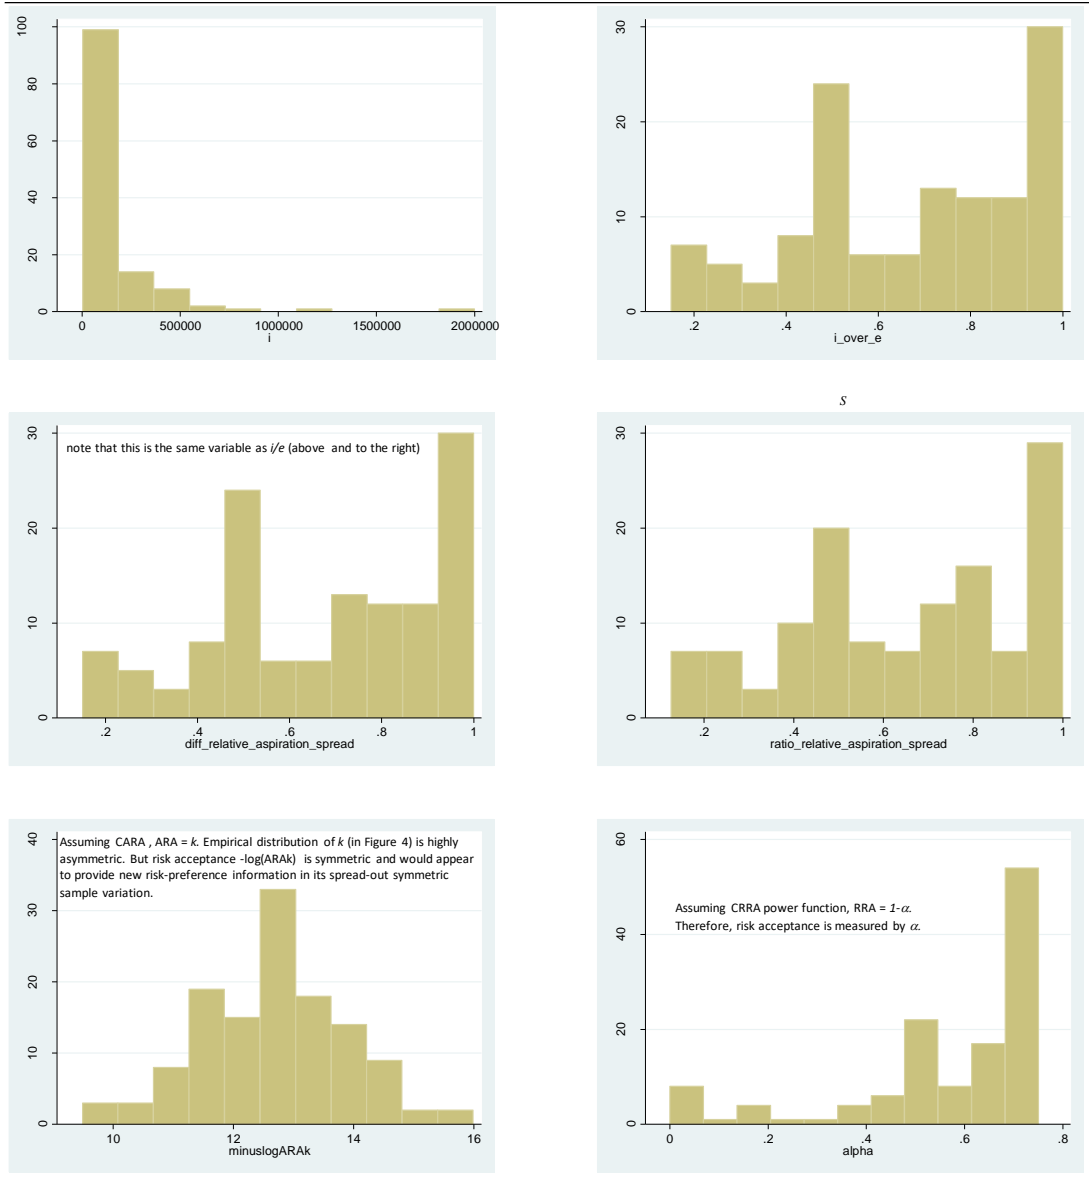 100
80
60
40
20
0
0 500000 1000000 1500000 2000000
i
30
20
10
0
.2 .4 .6 .8 1
i_over_e
s
30
20
10
0
note that this is the same variable as i/e (above and to the right)
.2 .4 .6 .8 1
diff_relative_aspiration_spread
30
20
10
0
.2 .4 .6 .8 1
ratio_relative_aspiration_spread
40
30
20
10
0
Assuming CARA , ARA = k. Empirical distribution of k (in Figure 4) is highly
asymmetric. But risk acceptance -log(ARAk) is symmetric and would appear
to provide new risk-preference information in its spread-out symmetric
sample variation.
10 12 14 16
minuslogARAk
60
40
20
0
Assuming CRRA power function, RRA = 1-α.
Therefore, risk acceptance is measured by α.
0 .2 .4 .6 .8
alpha